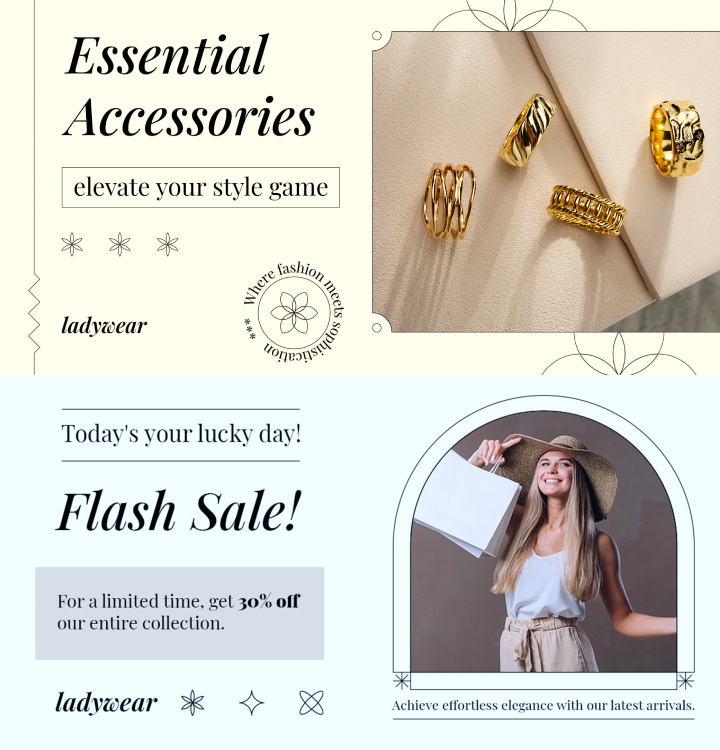 Essential
Accessories
elevate your style game
ladywear
Where fashion meets sophistication ***
Today's your lucky day!
Flash Sale!
For a limited time, get 30% off
our entire collection.
ladywear
Achieve effortless elegance with our latest arrivals.